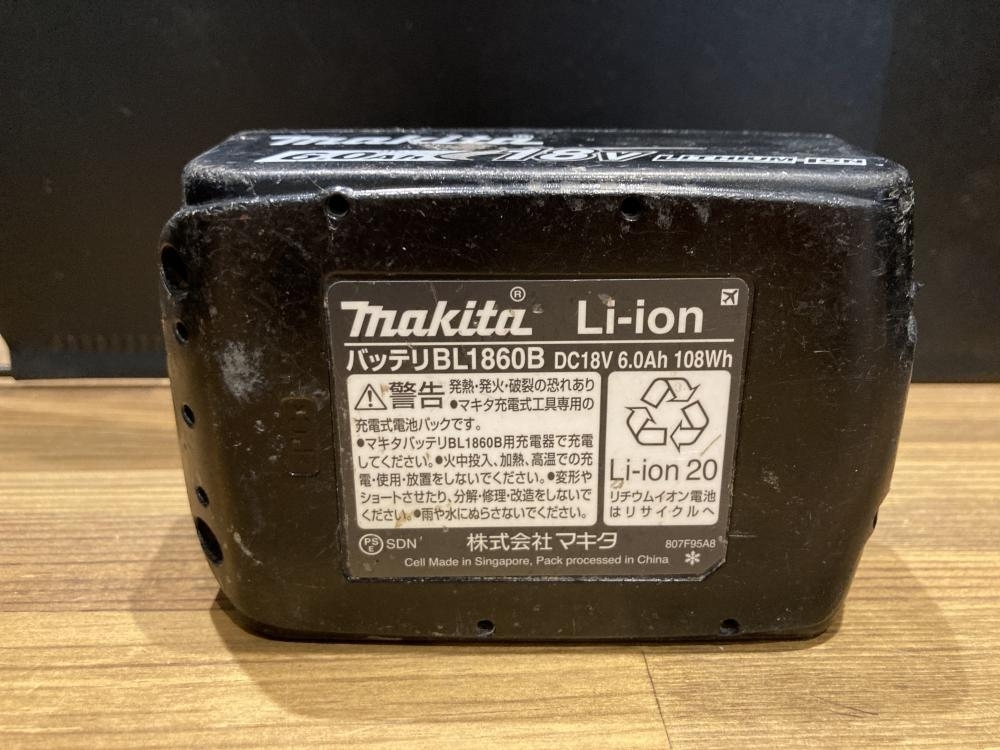 makita
6.0Ah 18V
makita® Li-ion
バッテリBL1860B DC18V 6.0Ah 108Wh
警告 発熱・発火・破裂の恐れあり
●マキタ充電式工具専用の
充電式電池パックです。
●マキタバッテリBL1860B用充電器で充電
してください。●火中投入、加熱、高温での充
電・使用・放置をしないでください。●変形や
ショートさせたり、分解・修理・改造をしないで
ください。●雨や水にぬらさないでください。
Li-ion 20
リチウムイオン電池
はリサイクルへ
PSE SDN 株式会社マキタ 807F95A8
Cell Made in Singapore, Pack processed in China *